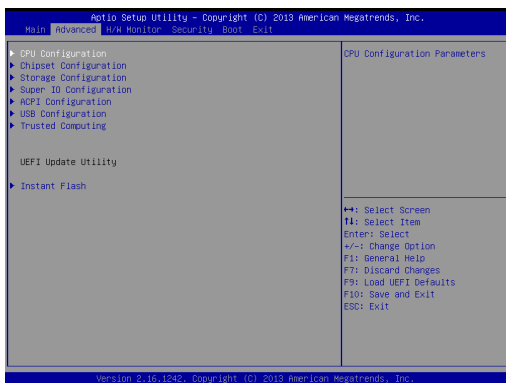 Aptio Setup Utility – Copyright (C) 2013 American Megatrends, Inc.
Main Advanced H/W Monitor Security Boot Exit
CPU Configuration
Chipset Configuration
Storage Configuration
Super IO Configuration
ACPI Configuration
USB Configuration
Trusted Computing
UEFI Update Utility
Instant Flash
CPU Configuration Parameters
↔: Select Screen
↑↓: Select Item
Enter: Select
+/-: Change Option
F1: General Help
F7: Discard Changes
F9: Load UEFI Defaults
F10: Save and Exit
ESC: Exit
Version 2.16.1242. Copyright (C) 2013 American Megatrends, Inc.